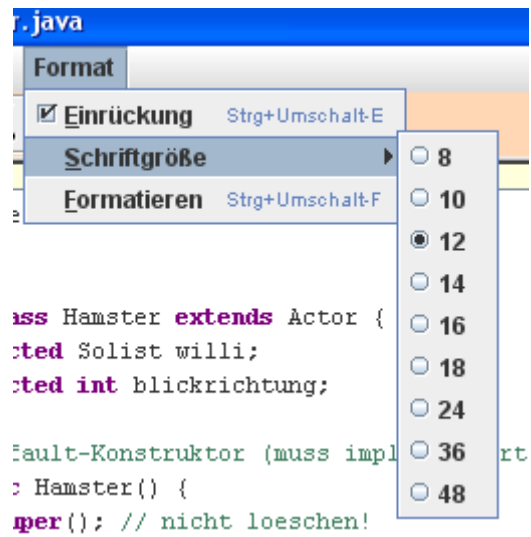 r.java
Format
Einrückung Strg+Umschalt-E
Schriftgröße
Formatieren Strg+Umschalt-F
8
10
12
14
16
18
24
36
48
e
ass Hamster extends Actor {
cted Solist willi;
cted int blickrichtung;
fault-Konstruktor (muss impl rt
c Hamster() {
uper(); // nicht loeschen!